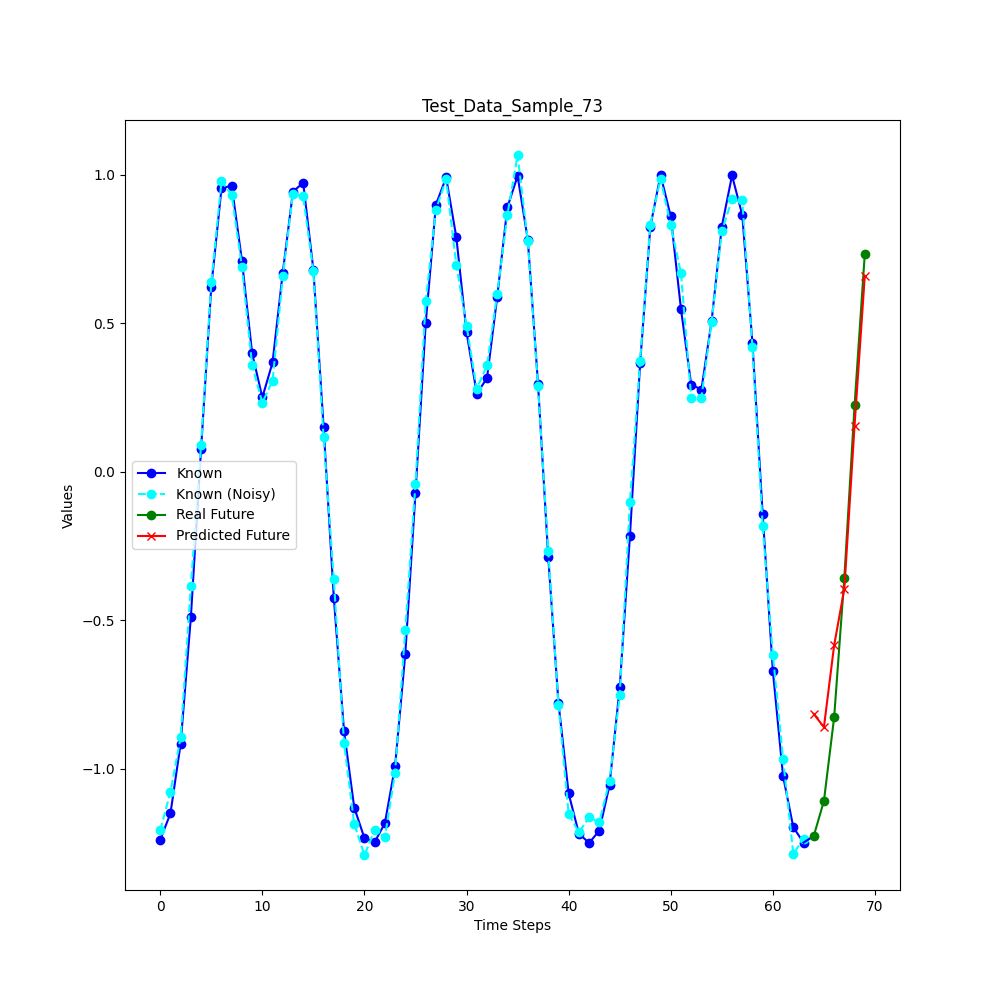 Test_Data_Sample_73
Values
1.0
0.5
0.0
−0.5
−1.0
Known
Known (Noisy)
Real Future
Predicted Future
0 10 20 30 40 50 60 70
Time Steps